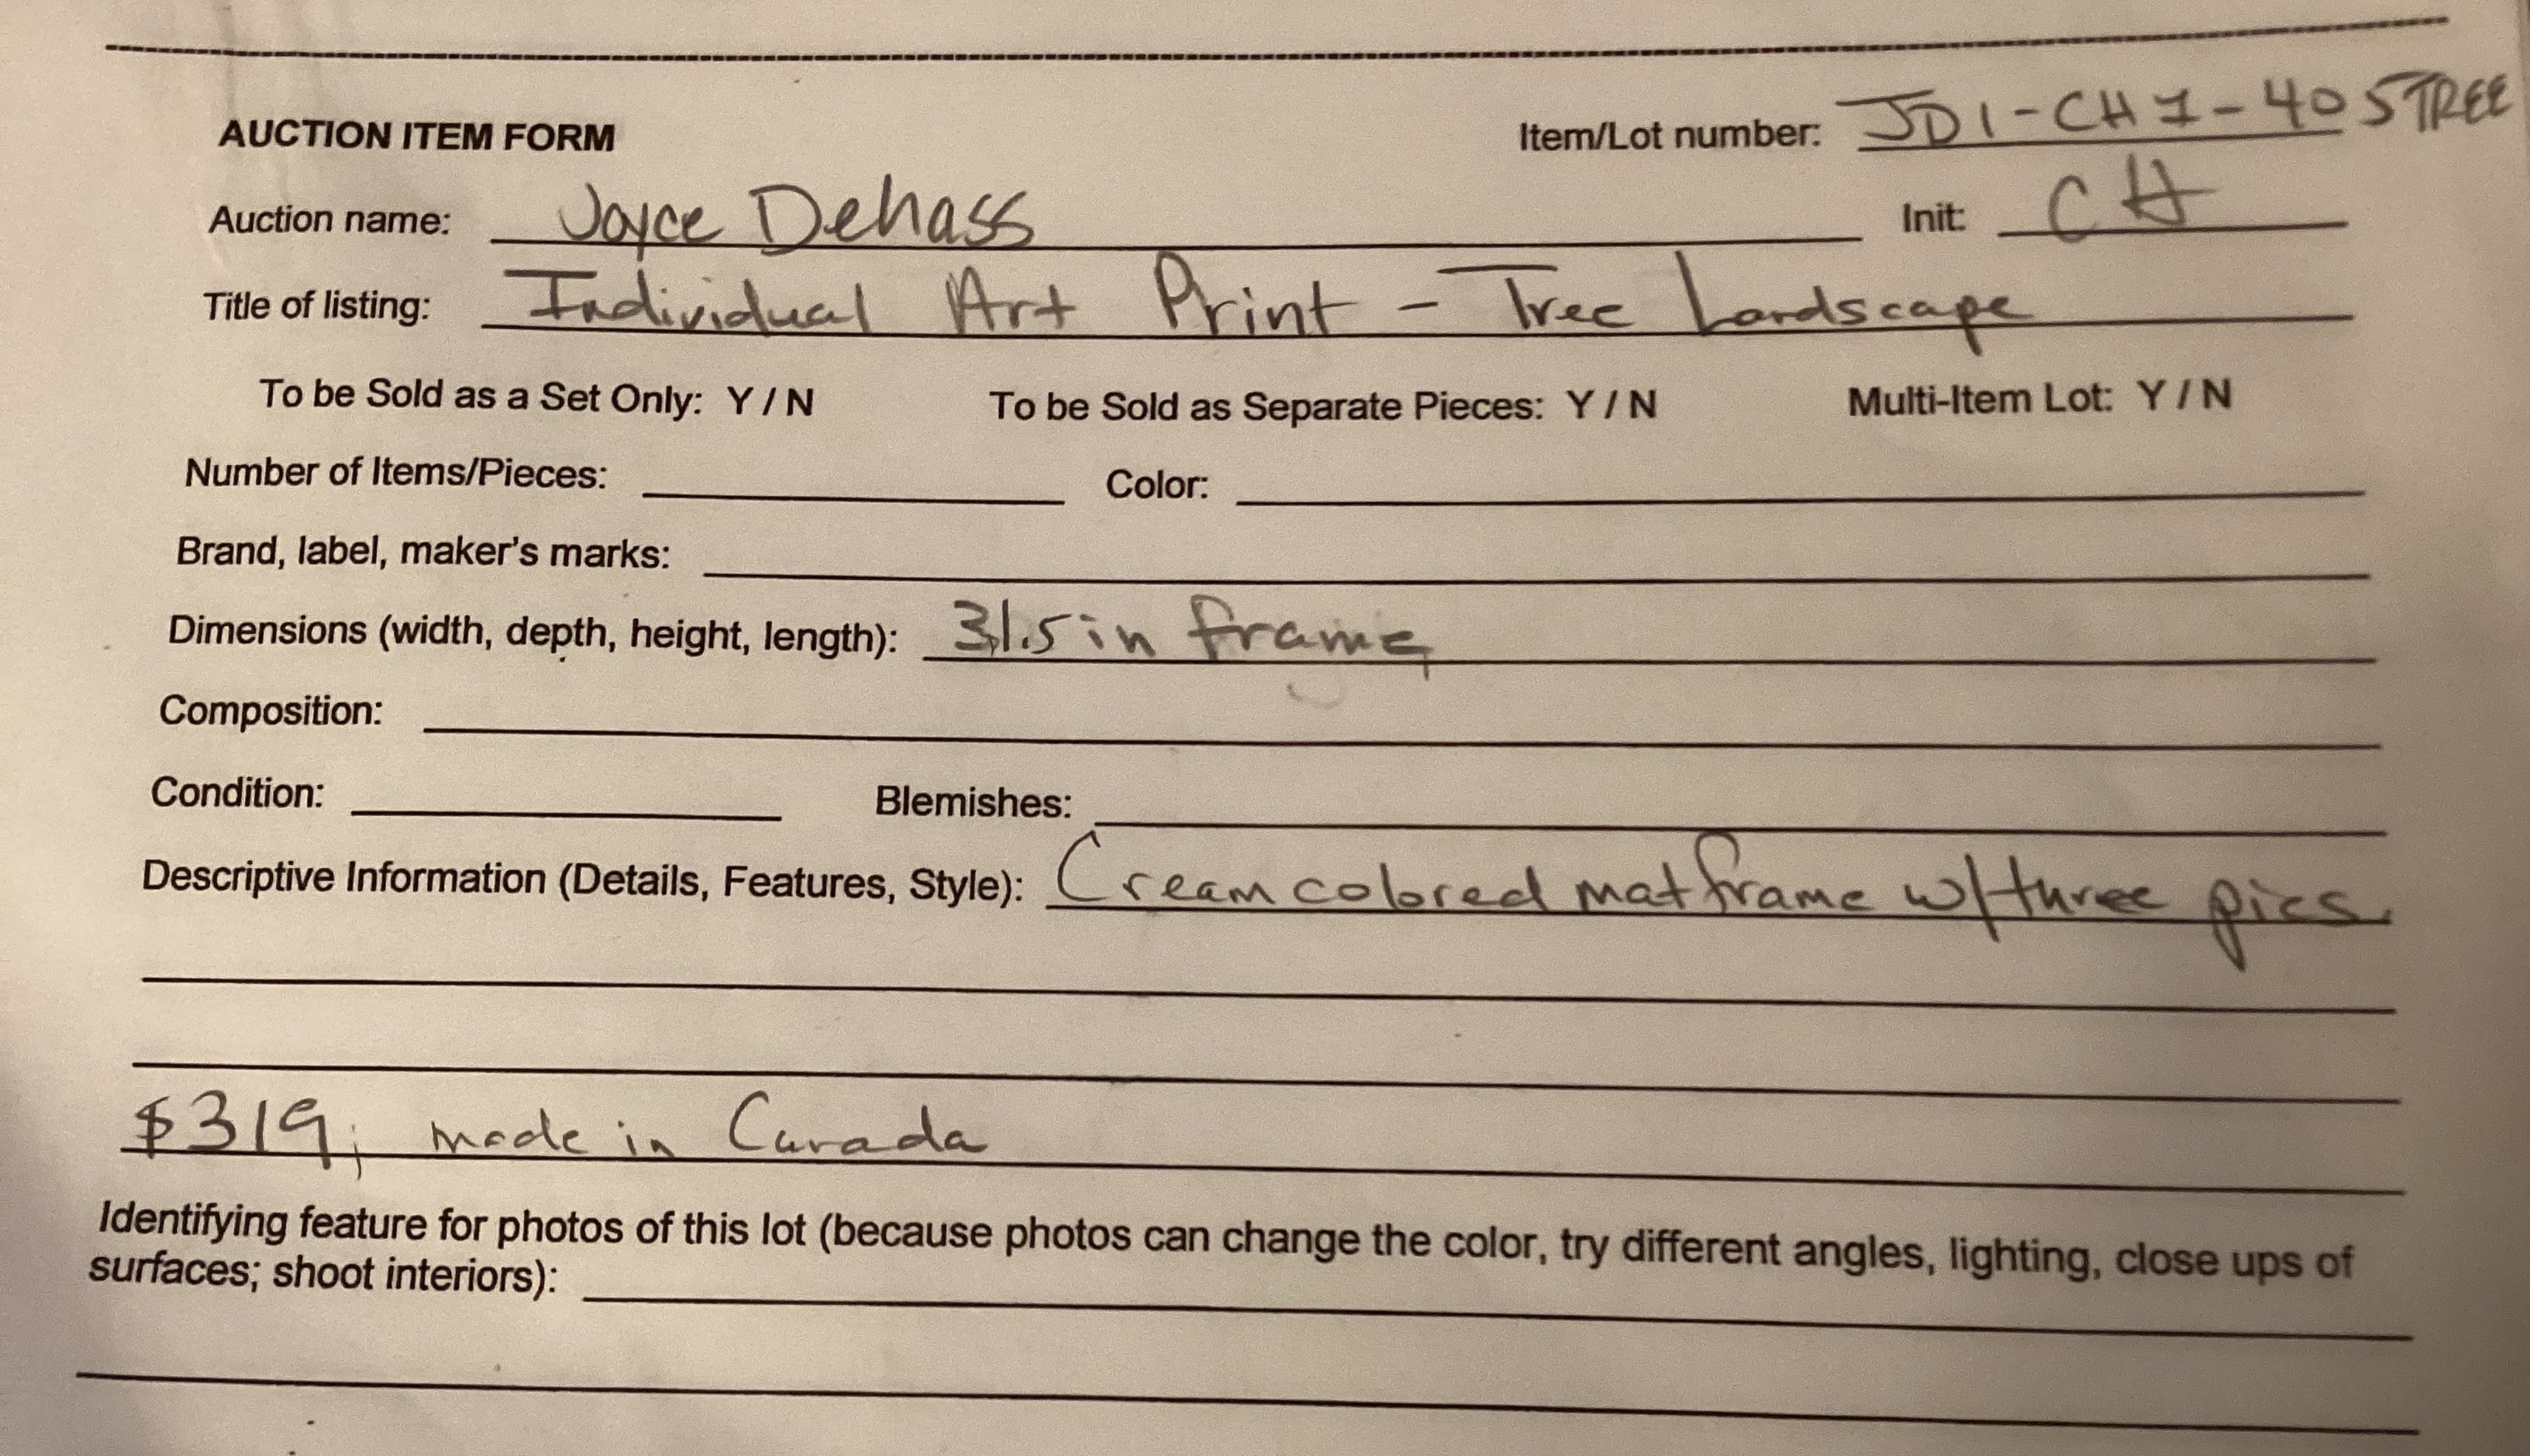 AUCTION ITEM FORM Item/Lot number: JD1-CH1-405TREE
Auction name: Joyce Dehass Init: CH
Title of listing: Individual Art Print - Tree Landscape
To be Sold as a Set Only: Y / N To be Sold as Separate Pieces: Y / N Multi-Item Lot: Y / N
Number of Items/Pieces: Color:
Brand, label, maker's marks:
Dimensions (width, depth, height, length): 31.5 in frame
Composition:
Condition: Blemishes:
Descriptive Information (Details, Features, Style): Cream colored mat frame w/ three pics.
$319; made in Canada
Identifying feature for photos of this lot (because photos can change the color, try different angles, lighting, close ups of
surfaces; shoot interiors):